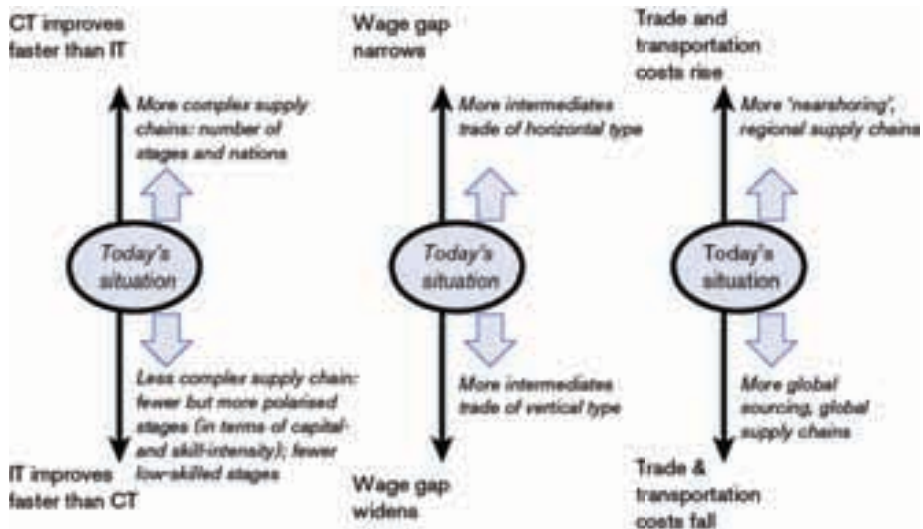 CT improves
faster than IT
More complex supply
chains: number of
stages and nations
Today's
situation
Less complex supply chain:
fewer but more polarised
stages (in terms of capital-
and skill-intensity); fewer
low-skilled stages
IT improves
faster than CT
Wage gap
narrows
More intermediates
trade of horizontal type
Today's
situation
More intermediates
trade of vertical type
Wage gap
widens
Trade and
transportation
costs rise
More 'nearshoring',
regional supply chains
Today's
situation
More global
sourcing, global
supply chains
Trade &
transportation
costs fall